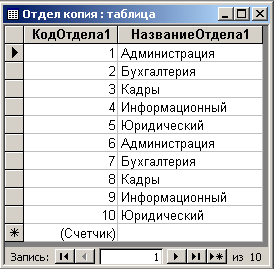 Отдел копия : таблица
КодОтдела1 НазваниеОтдела1
1 Администрация
2 Бухгалтерия
3 Кадры
4 Информационный
5 Юридический
6 Администрация
7 Бухгалтерия
8 Кадры
9 Информационный
10 Юридический
(Счетчик)
Запись: 1 из 10